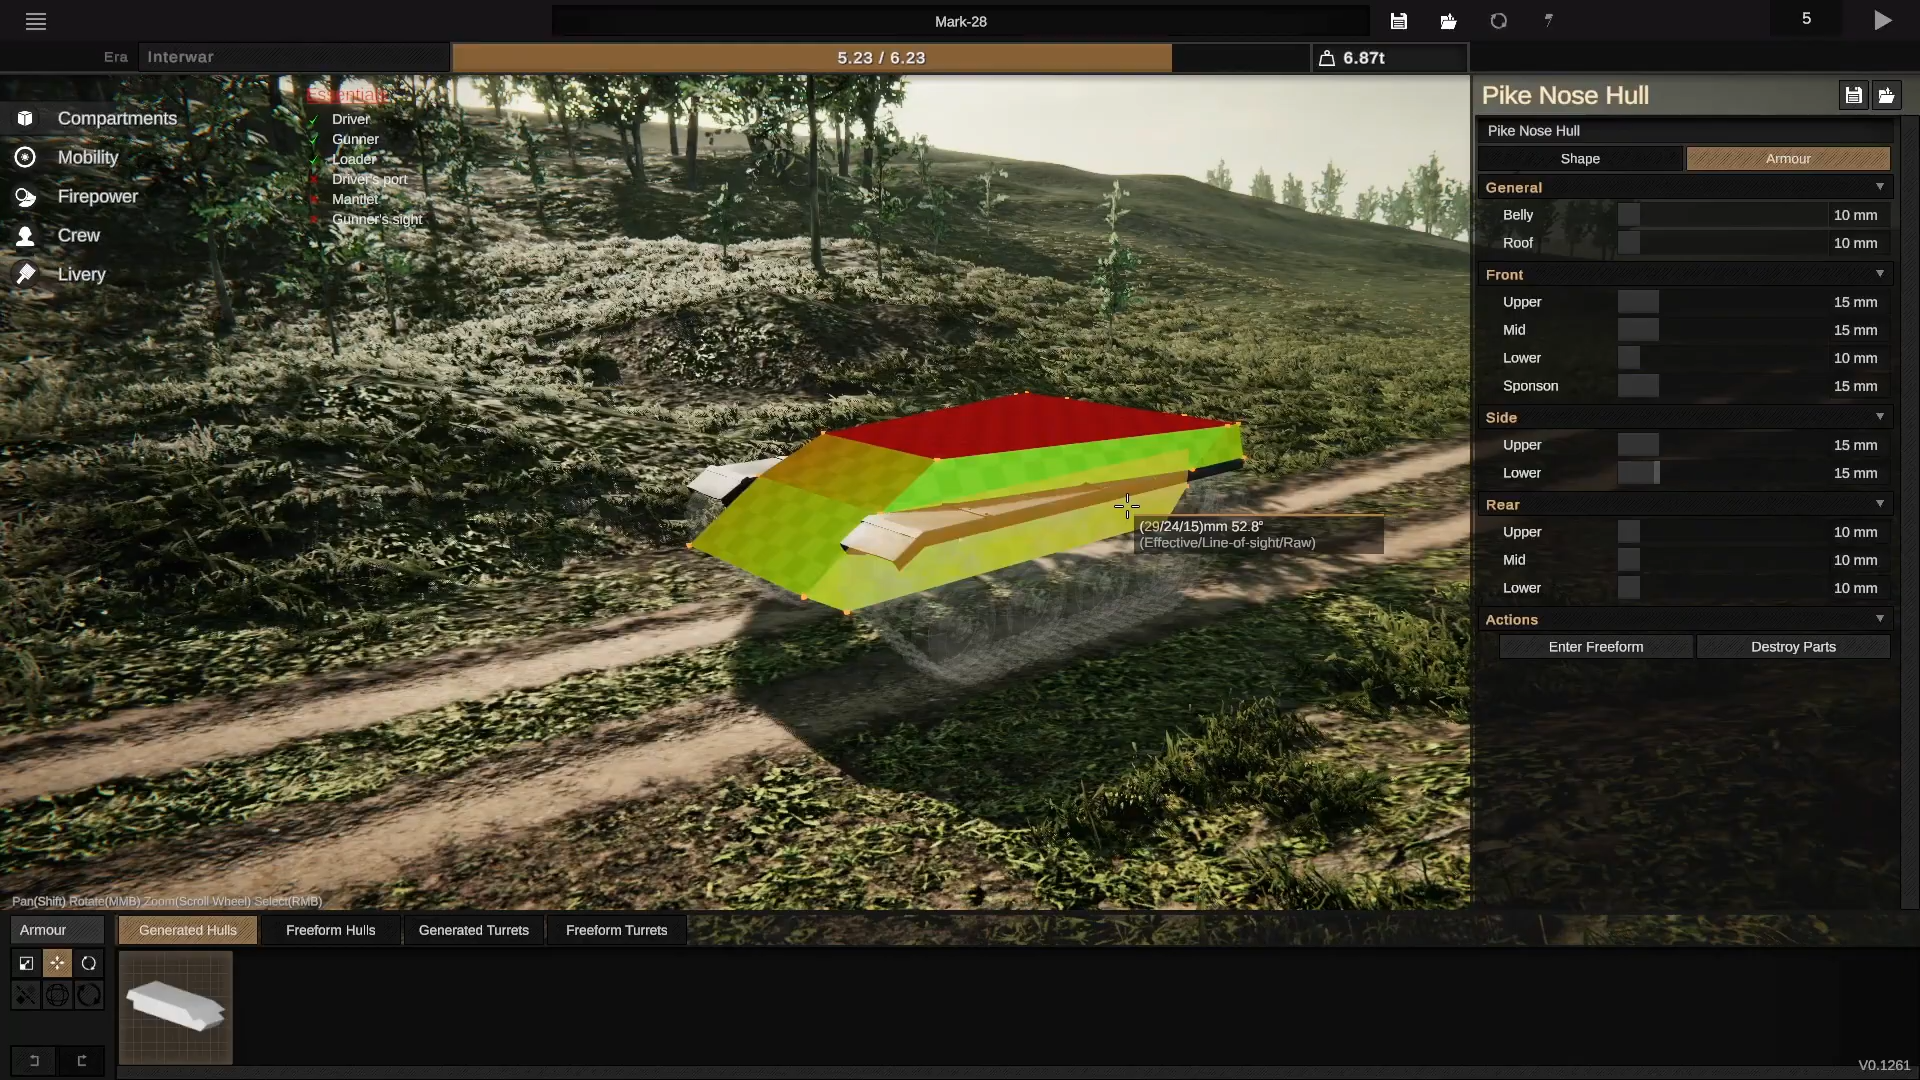 Mark-28
5
Era
Interwar
5.23 / 6.23
6.87t
Compartments
Mobility
Firepower
Crew
Livery
Essentials
Driver
Gunner
Loader
Driver's port
Mantlet
Gunner's sight
(29/24/15)mm 52.8°
(Effective/Line-of-sight/Raw)
Pike Nose Hull
Pike Nose Hull
Shape
Armour
General
Belly 10 mm
Roof 10 mm
Front
Upper 15 mm
Mid 15 mm
Lower 10 mm
Sponson 15 mm
Side
Upper 15 mm
Lower 15 mm
Rear
Upper 10 mm
Mid 10 mm
Lower 10 mm
Actions
Enter Freeform
Destroy Parts
Pan(Shift) Rotate(MMB) Zoom(Scroll Wheel) Select(RMB)
Armour
Generated Hulls
Freeform Hulls
Generated Turrets
Freeform Turrets
V0.1261